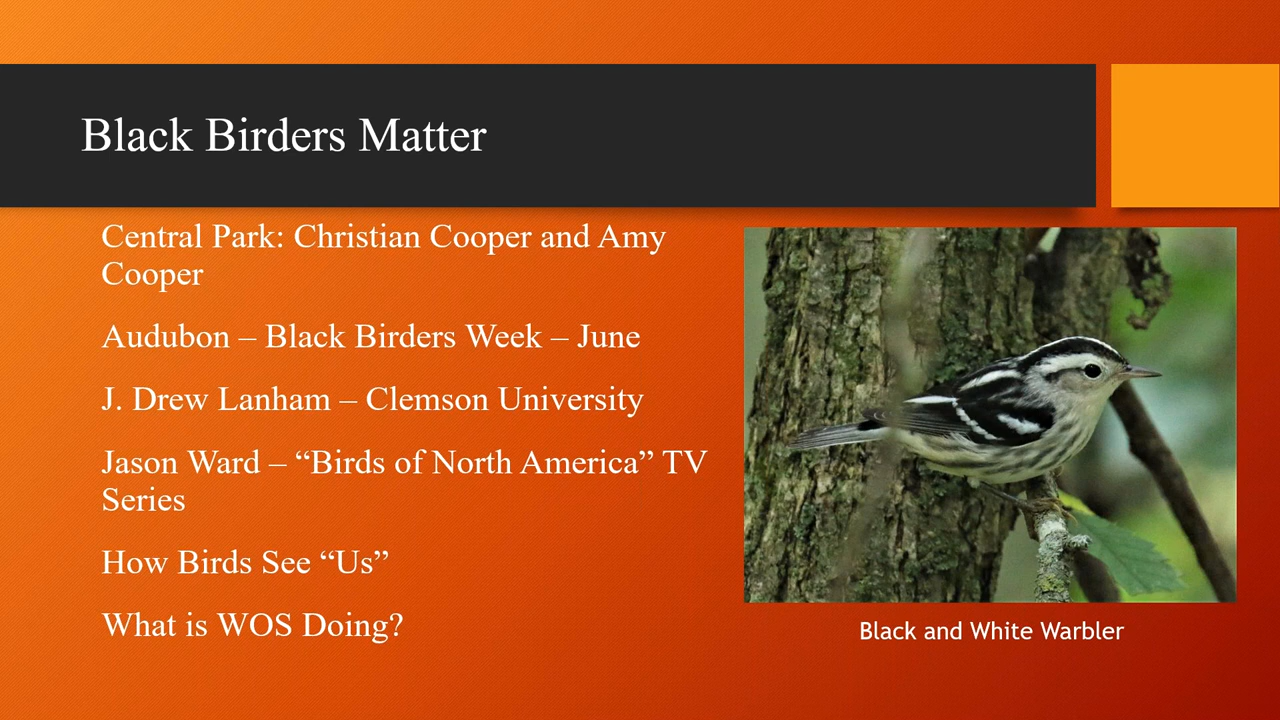 Black Birders Matter
Central Park: Christian Cooper and Amy
Cooper
Audubon – Black Birders Week – June
J. Drew Lanham – Clemson University
Jason Ward – “Birds of North America” TV
Series
How Birds See “Us”
What is WOS Doing?
Black and White Warbler